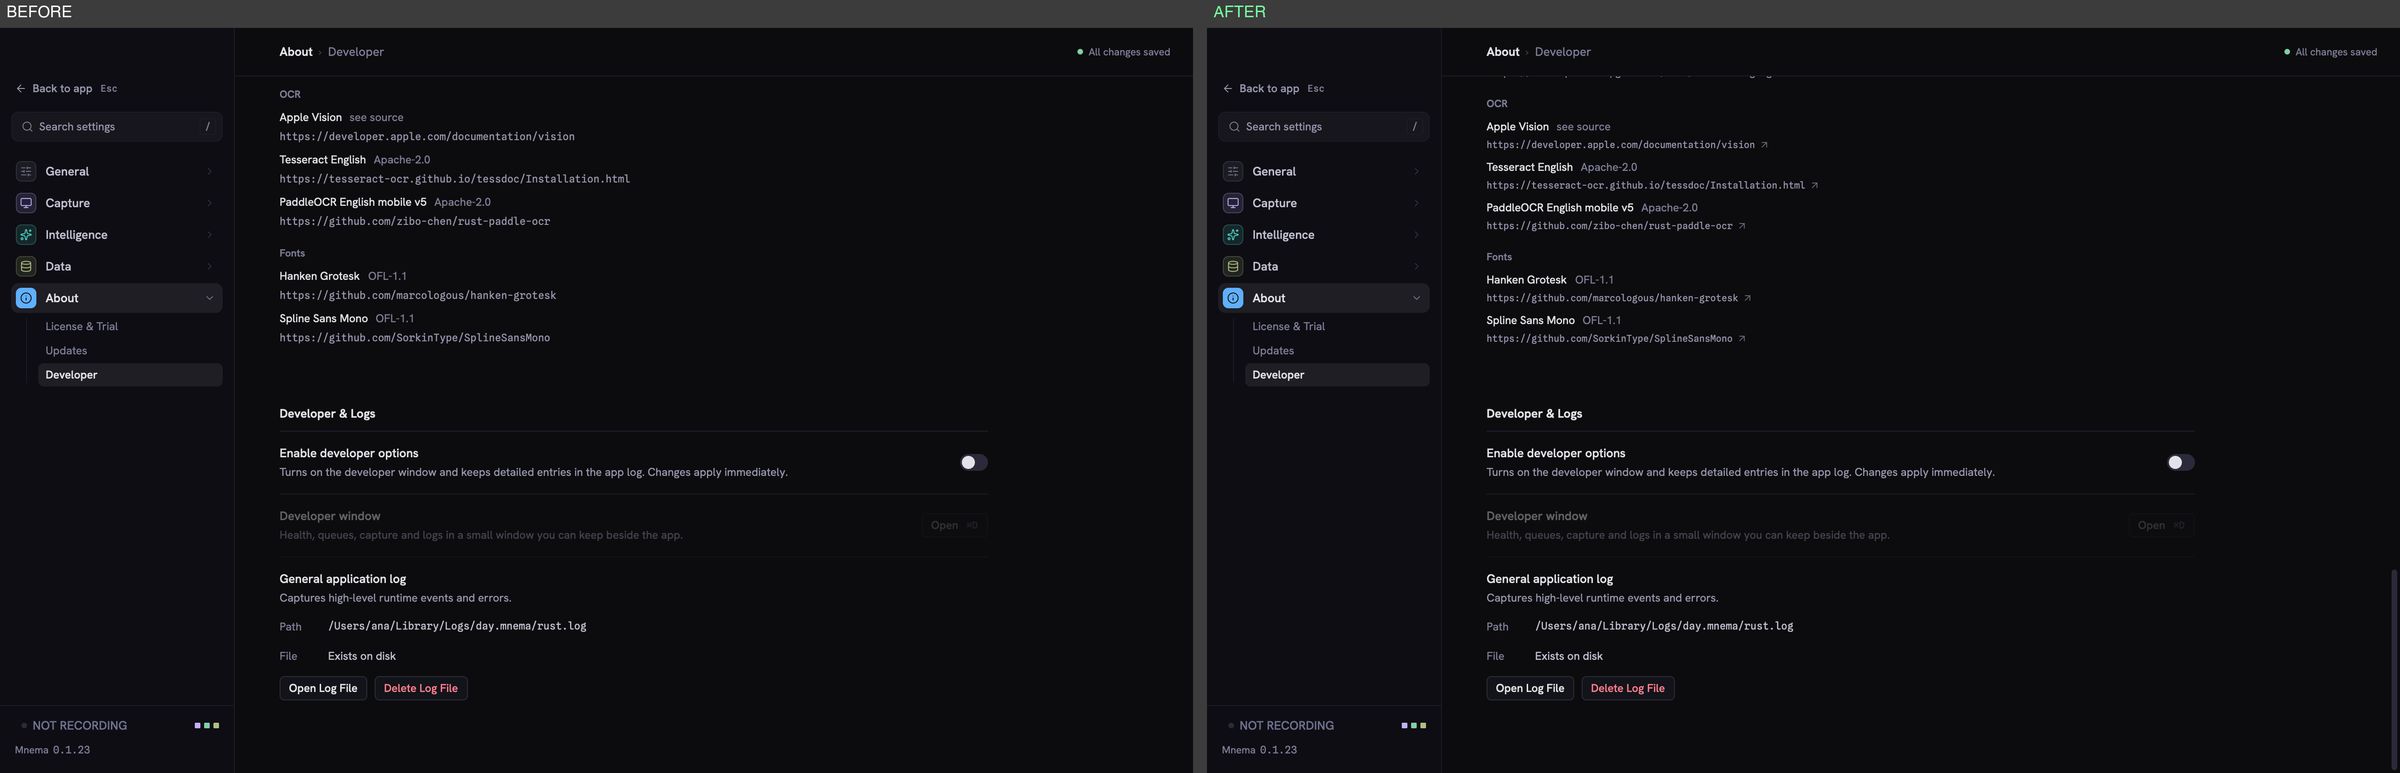 BEFORE
About › Developer
All changes saved
← Back to app Esc
Search settings /
General
Capture
Intelligence
Data
About
License & Trial
Updates
Developer
NOT RECORDING
Mnema 0.1.23
OCR
Apple Vision see source
https://developer.apple.com/documentation/vision
Tesseract English Apache-2.0
https://tesseract-ocr.github.io/tessdoc/Installation.html
PaddleOCR English mobile v5 Apache-2.0
https://github.com/zibo-chen/rust-paddle-ocr
Fonts
Hanken Grotesk OFL-1.1
https://github.com/marcologous/hanken-grotesk
Spline Sans Mono OFL-1.1
https://github.com/SorkinType/SplineSansMono
Developer & Logs
Enable developer options
Turns on the developer window and keeps detailed entries in the app log. Changes apply immediately.
Developer window
Health, queues, capture and logs in a small window you can keep beside the app.
Open ⌘D
General application log
Captures high-level runtime events and errors.
Path /Users/ana/Library/Logs/day.mnema/rust.log
File Exists on disk
Open Log File Delete Log File
AFTER
About › Developer
All changes saved
← Back to app Esc
Search settings /
General
Capture
Intelligence
Data
About
License & Trial
Updates
Developer
NOT RECORDING
Mnema 0.1.23
OCR
Apple Vision see source
https://developer.apple.com/documentation/vision ↗
Tesseract English Apache-2.0
https://tesseract-ocr.github.io/tessdoc/Installation.html ↗
PaddleOCR English mobile v5 Apache-2.0
https://github.com/zibo-chen/rust-paddle-ocr ↗
Fonts
Hanken Grotesk OFL-1.1
https://github.com/marcologous/hanken-grotesk ↗
Spline Sans Mono OFL-1.1
https://github.com/SorkinType/SplineSansMono ↗
Developer & Logs
Enable developer options
Turns on the developer window and keeps detailed entries in the app log. Changes apply immediately.
Developer window
Health, queues, capture and logs in a small window you can keep beside the app.
Open ⌘D
General application log
Captures high-level runtime events and errors.
Path /Users/ana/Library/Logs/day.mnema/rust.log
File Exists on disk
Open Log File Delete Log File